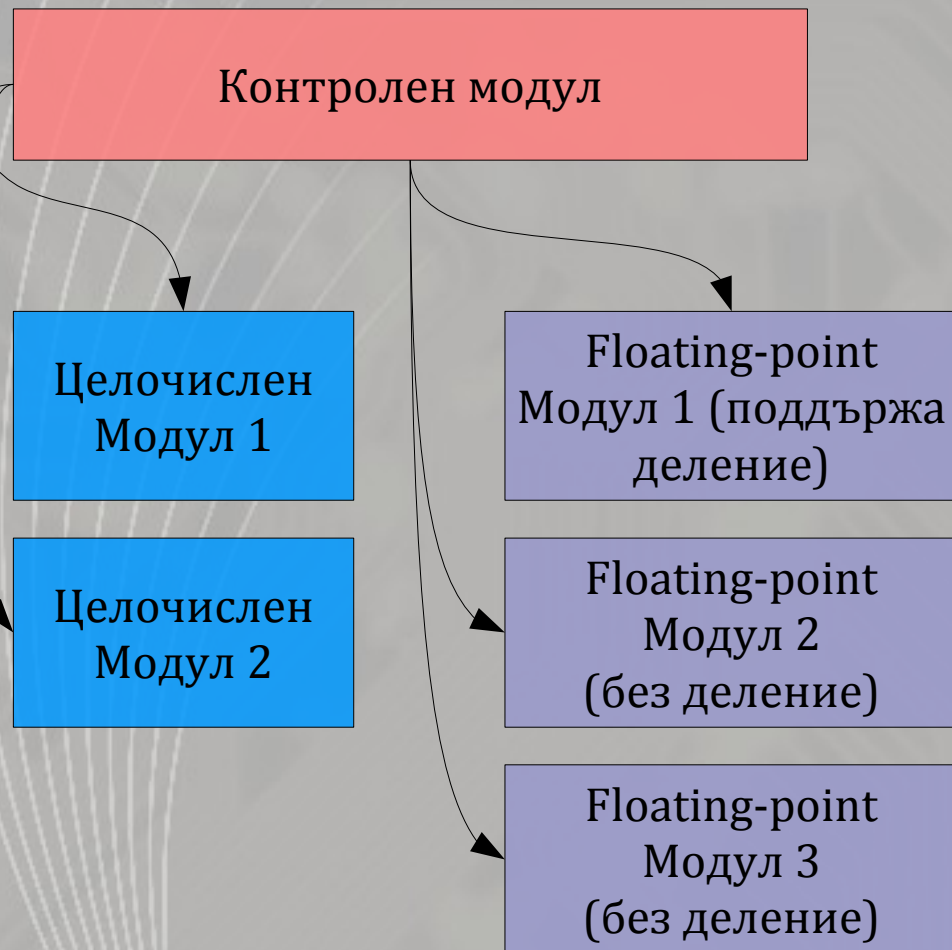 Контролен модул
Целочислен
Модул 1
Floating-point
Модул 1 (поддържа
деление)
Целочислен
Модул 2
Floating-point
Модул 2
(без деление)
Floating-point
Модул 3
(без деление)